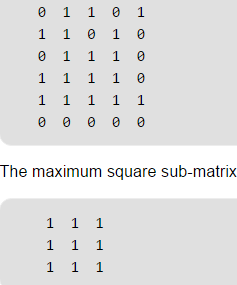 0 1 1 0 1
1 1 0 1 0
0 1 1 1 0
1 1 1 1 0
1 1 1 1 1
0 0 0 0 0
The maximum square sub-matrix
1 1 1
1 1 1
1 1 1